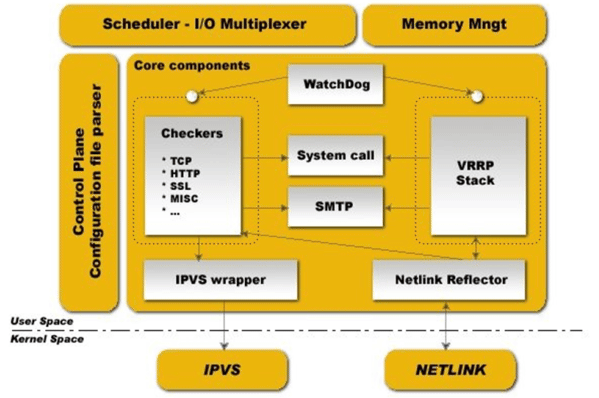 Scheduler - I/O Multiplexer
Memory Mngt
Control Plane
Configuration file parser
Core components
WatchDog
Checkers
* TCP
* HTTP
* SSL
* MISC
* ...
System call
SMTP
VRRP
Stack
IPVS wrapper
Netlink Reflector
User Space
Kernel Space
IPVS
NETLINK